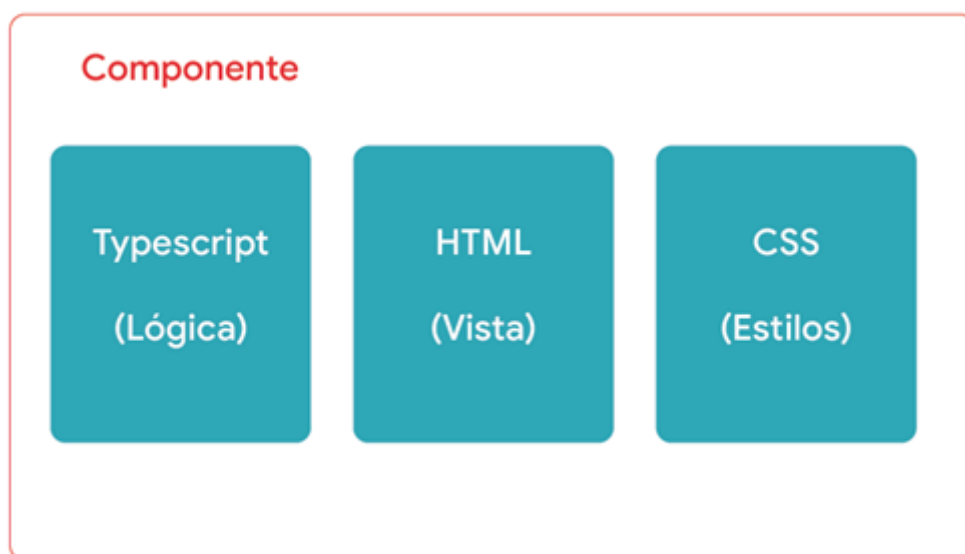 Componente
Typescript
(Lógica)
HTML
(Vista)
CSS
(Estilos)